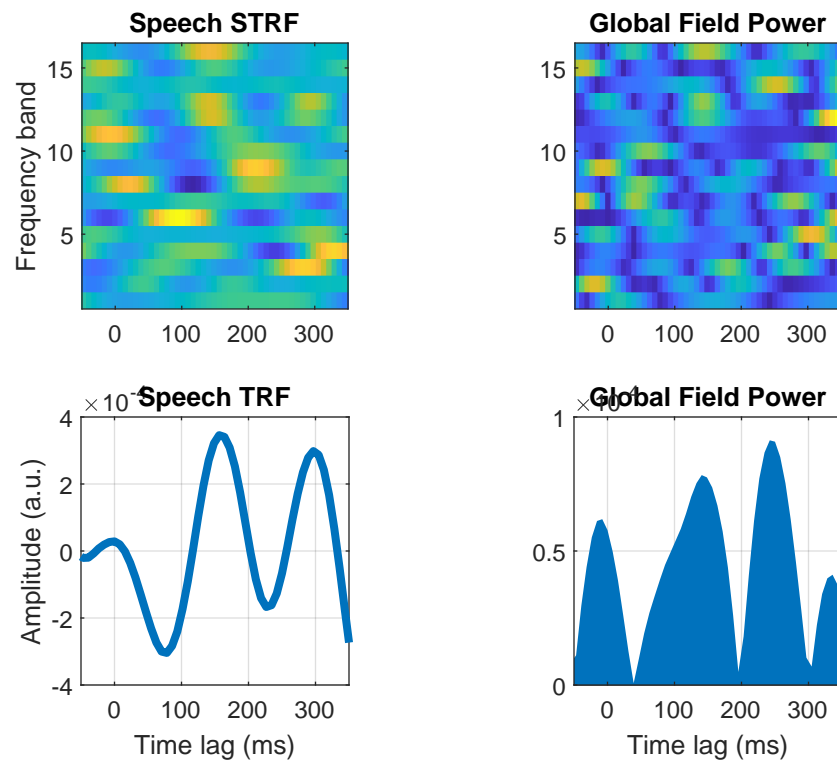 Speech STRF
Global Field Power
15
10
5
Frequency band
0 100 200 300
15
10
5
0 100 200 300
×10⁻⁴
Speech TRF
Global Field Power
4
2
0
-2
-4
Amplitude (a.u.)
0 100 200 300
Time lag (ms)
1
0.5
0
0 100 200 300
Time lag (ms)